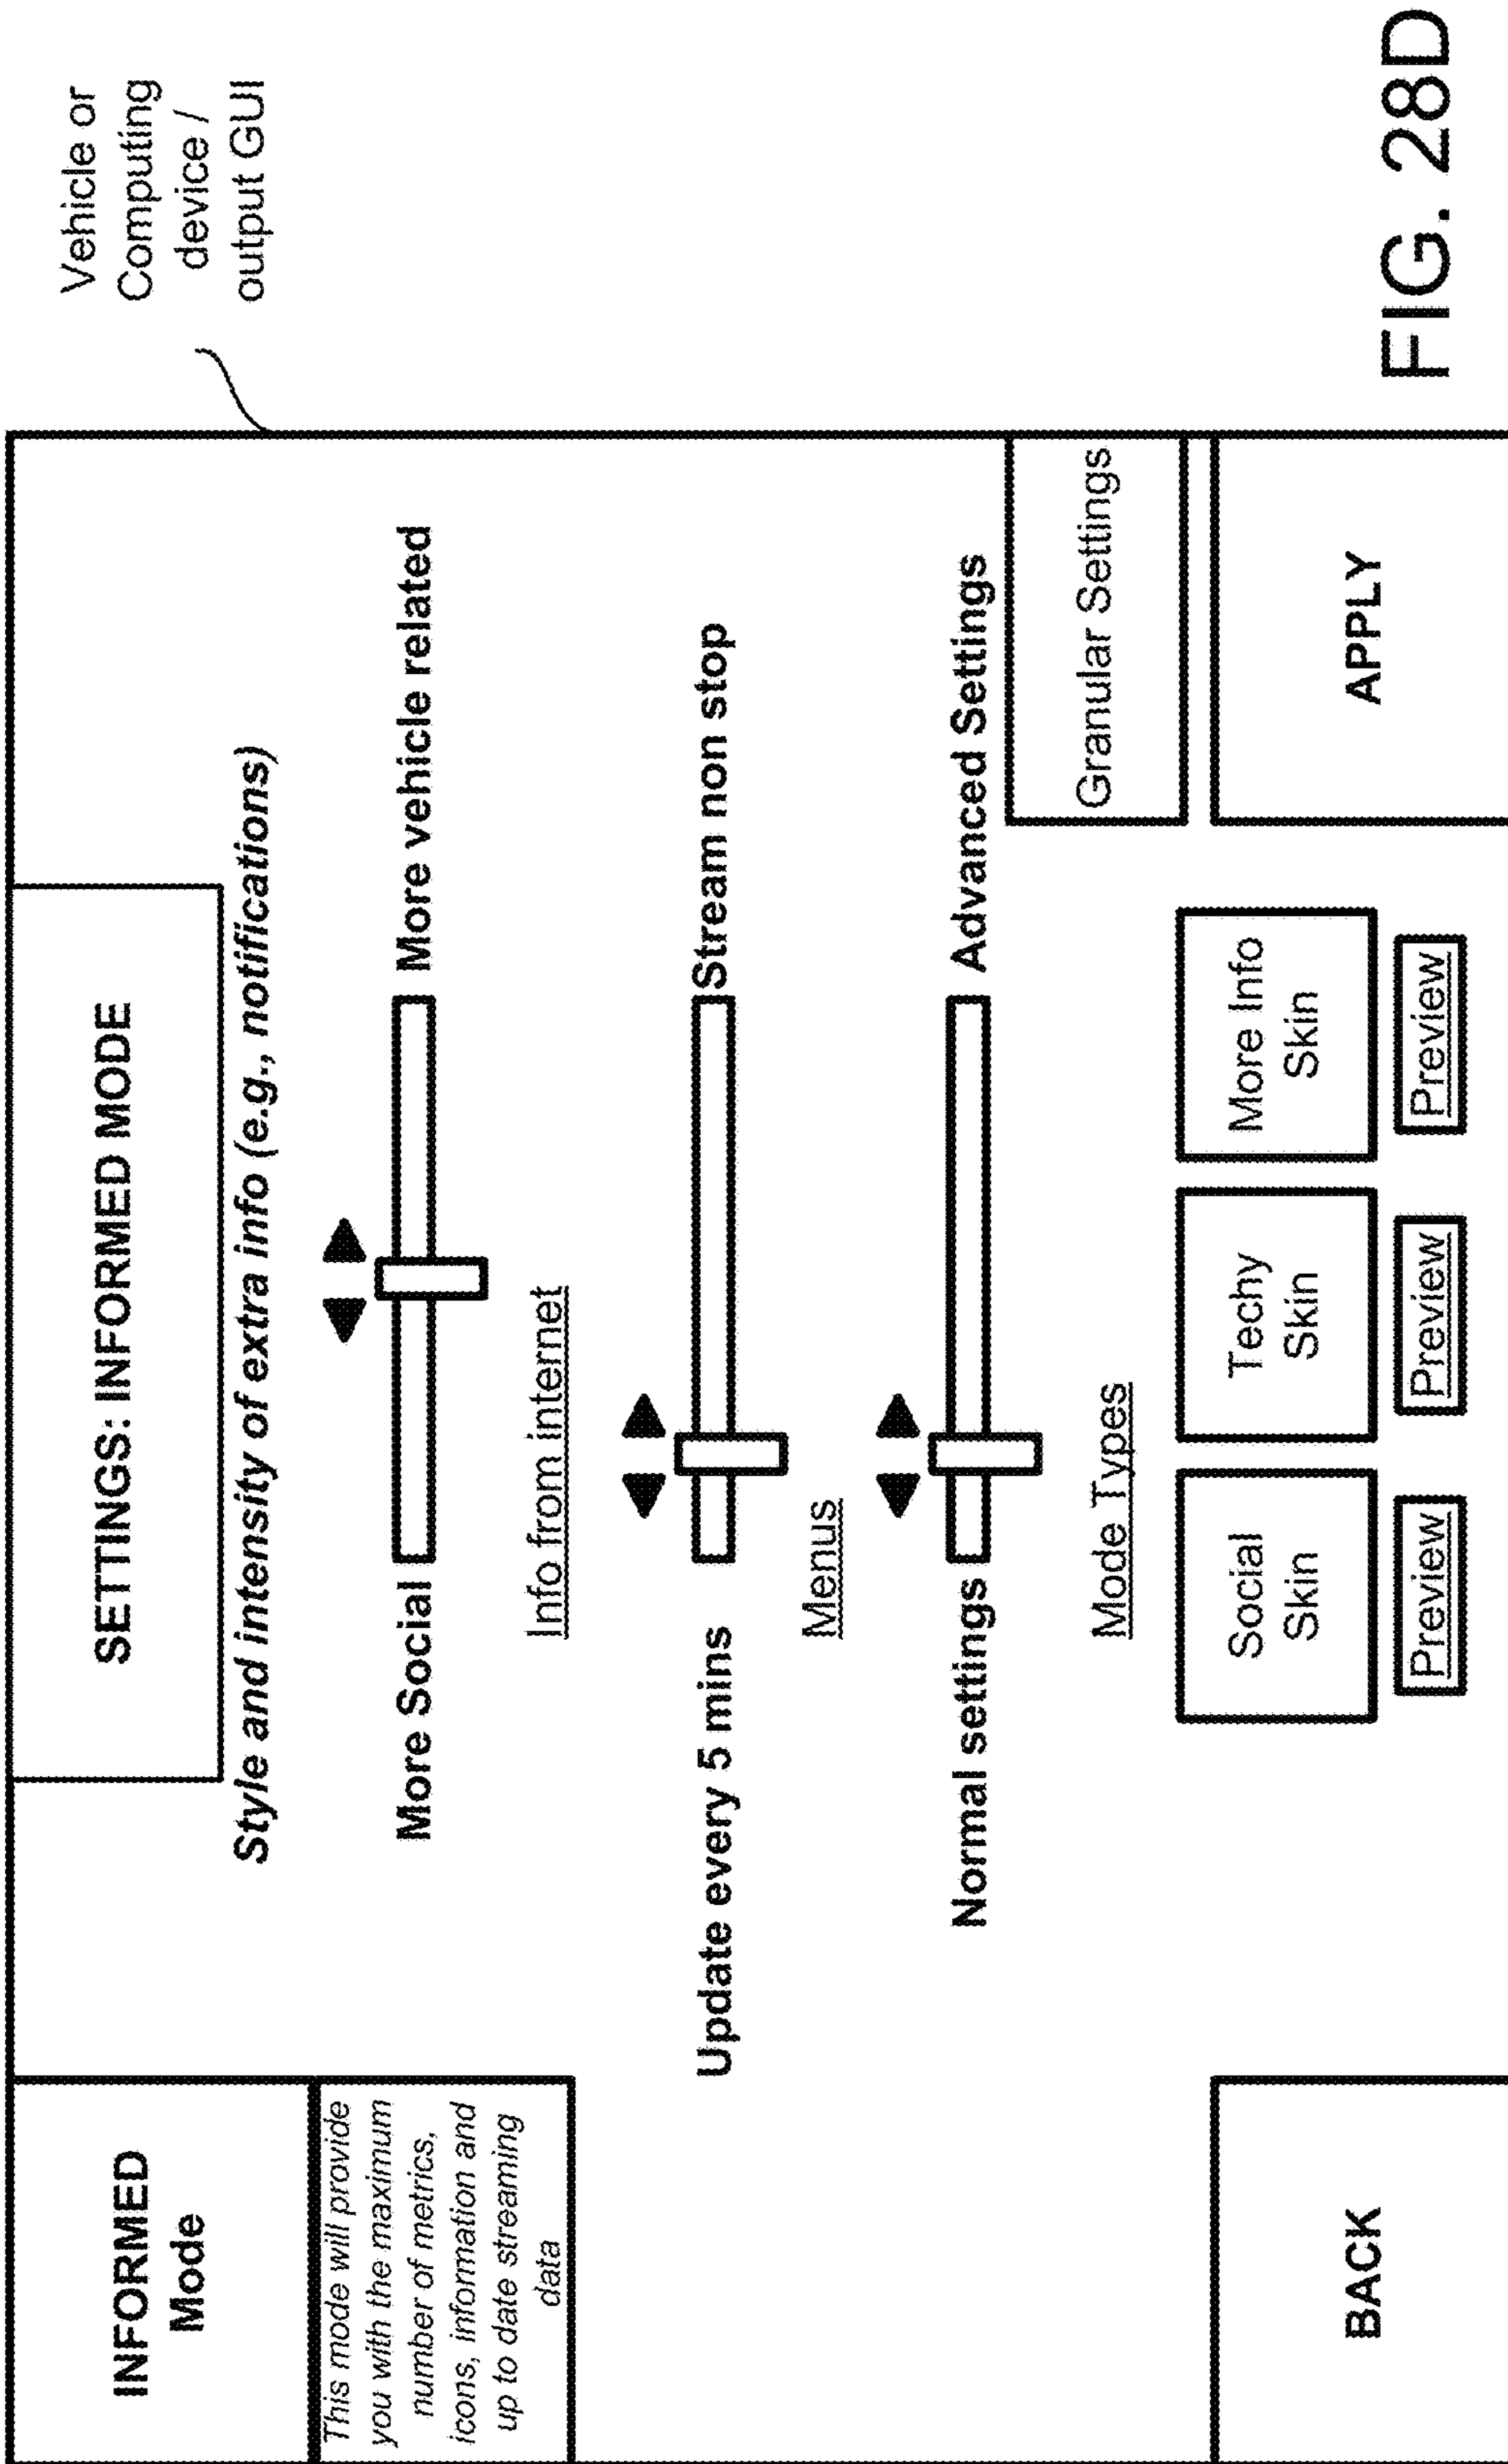 INFORMED
Mode
This mode will provide
you with the maximum
number of metrics,
icons, information and
up to date streaming
data
SETTINGS: INFORMED MODE
Style and intensity of extra info (e.g., notifications)
More Social
More vehicle related
Info from internet
Update every 5 mins
Stream non stop
Menus
Normal settings
Advanced Settings
Mode Types
Granular Settings
Social
Skin
Techy
Skin
More Info
Skin
Preview
Preview
Preview
BACK
APPLY
Vehicle or
Computing
device /
output GUI
FIG. 28D